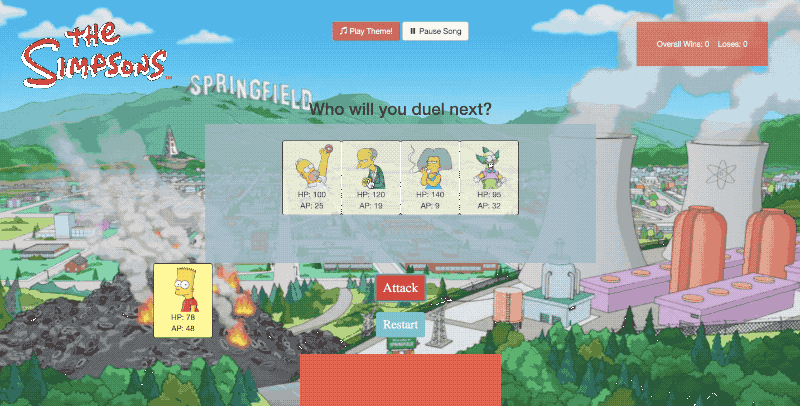 THE
SIMPSONS™
Play Theme!
Pause Song
Overall Wins: 0 Loses: 0
SPRINGFIELD
Who will you duel next?
HP: 100
AP: 25
HP: 120
AP: 19
HP: 140
AP: 9
HP: 95
AP: 32
HP: 78
AP: 48
Attack
Restart